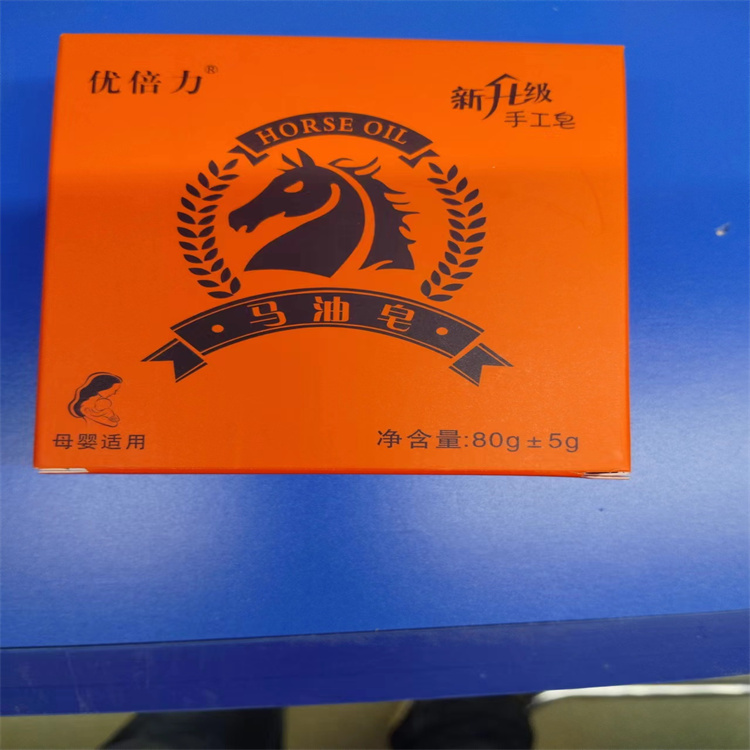 优倍力®
新升级
手工皂
HORSE OIL
·马油皂·
母婴适用
净含量:80g±5g